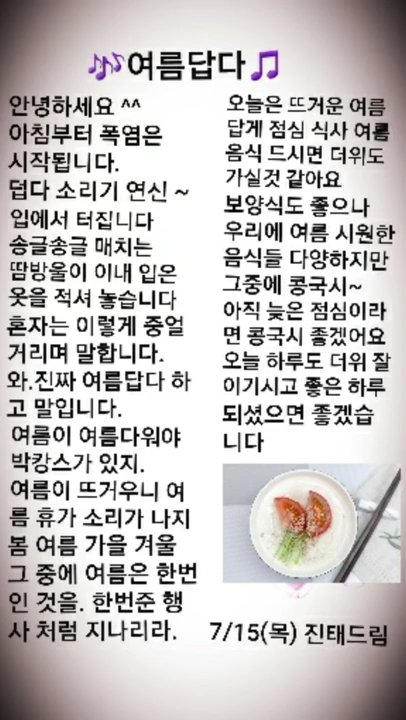 🎶여름답다🎵
안녕하세요 ^^
아침부터 폭염은
시작됩니다.
덥다 소리기 연신 ~
입에서 터집니다
송글송글 매치는
땀방울이 이내 입은
옷을 적셔 놓습니다
혼자는 이렇게 중얼
거리며 말합니다.
와.진짜 여름답다 하
고 말입니다.
여름이 여름다워야
박캉스가 있지.
여름이 뜨거우니 여
름 휴가 소리가 나지
봄 여름 가을 겨울
그 중에 여름은 한번
인 것을. 한번준 행
사 처럼 지나리라.
오늘은 뜨거운 여름
답게 점심 식사 여름
음식 드시면 더위도
가실것 같아요
보양식도 좋으나
우리에 여름 시원한
음식들 다양하지만
그중에 콩국시~
아직 늦은 점심이라
면 콩국시 좋겠어요
오늘 하루도 더위 잘
이기시고 좋은 하루
되셨으면 좋겠습
니다
7/15(목) 진태드림